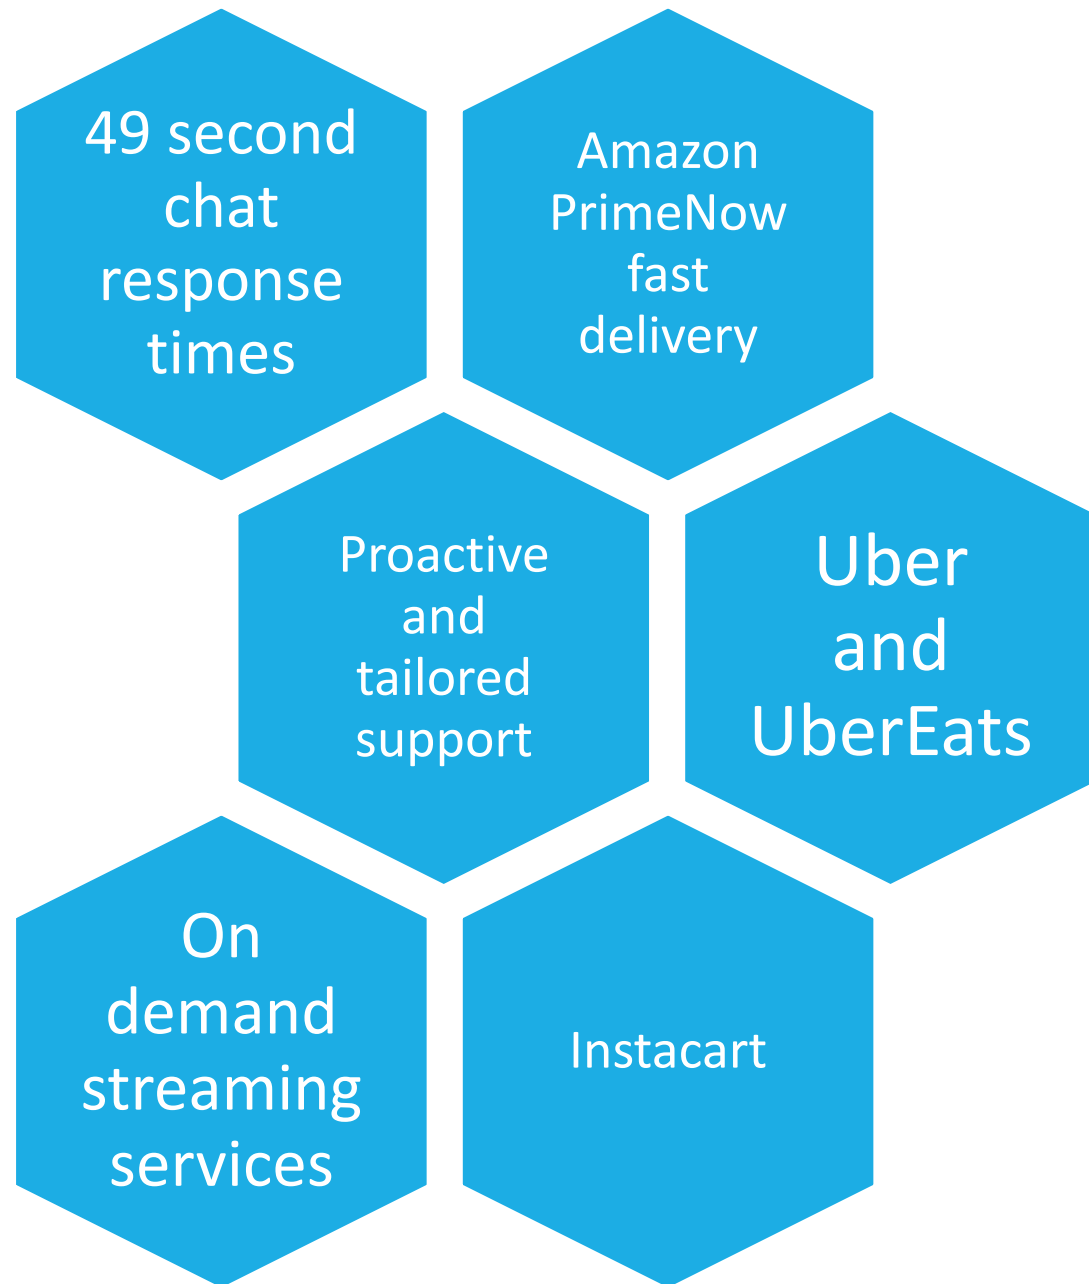 49 second
chat
response
times
Amazon
PrimeNow
fast
delivery
Proactive
and
tailored
support
Uber
and
UberEats
On
demand
streaming
services
Instacart